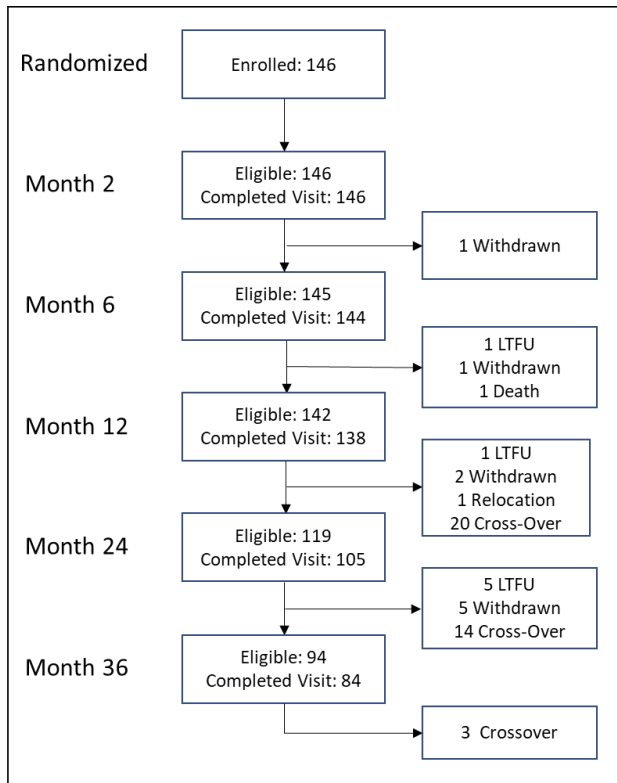 Randomized
Enrolled: 146
Month 2
Eligible: 146
Completed Visit: 146
1 Withdrawn
Month 6
Eligible: 145
Completed Visit: 144
1 LTFU
1 Withdrawn
1 Death
Month 12
Eligible: 142
Completed Visit: 138
1 LTFU
2 Withdrawn
1 Relocation
20 Cross-Over
Month 24
Eligible: 119
Completed Visit: 105
5 LTFU
5 Withdrawn
14 Cross-Over
Month 36
Eligible: 94
Completed Visit: 84
3 Crossover